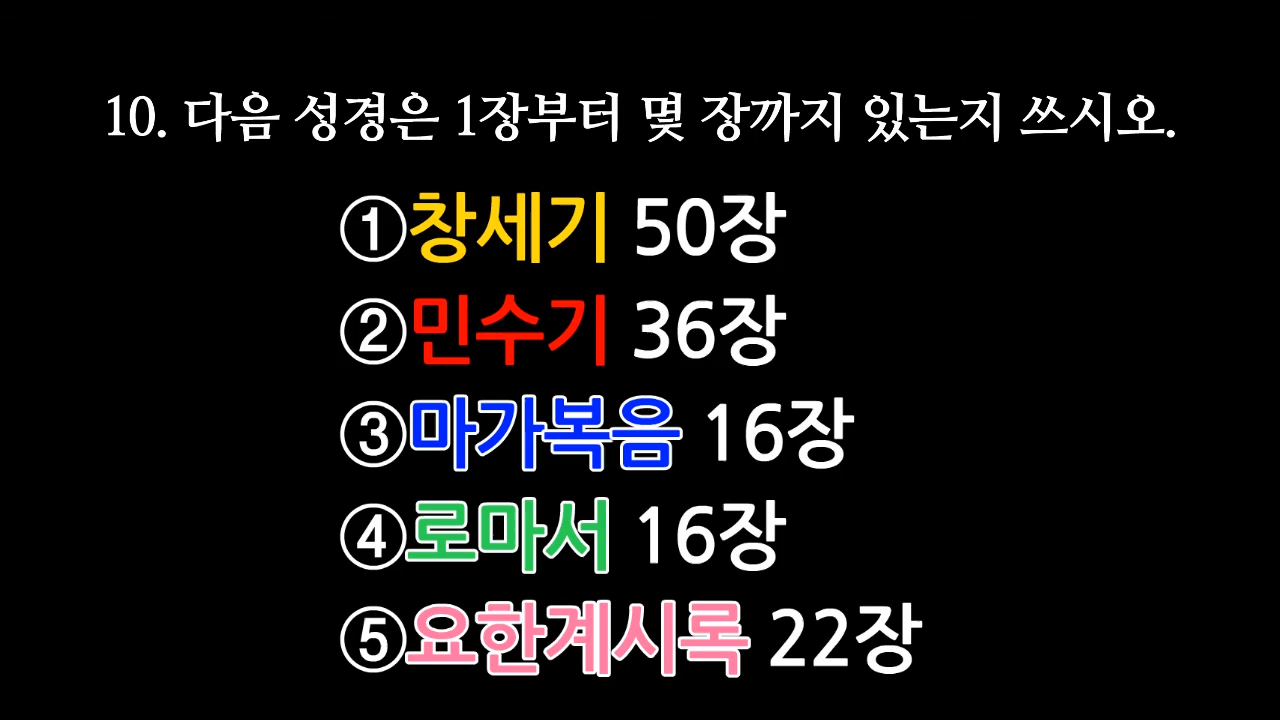 10. 다음 성경은 1장부터 몇 장까지 있는지 쓰시오.
①창세기 50장
②민수기 36장
③마가복음 16장
④로마서 16장
⑤요한계시록 22장